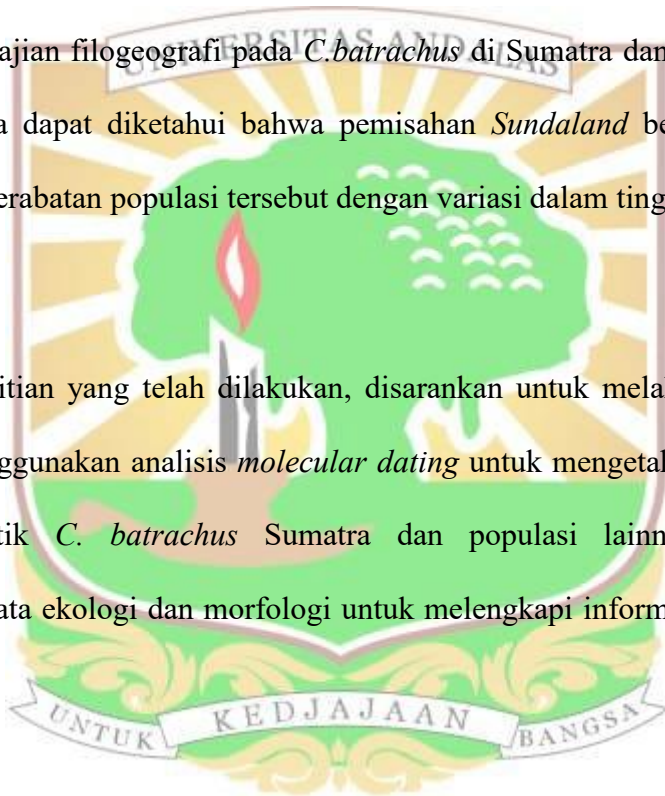 UNIVERSITAS ANDALAS
ajian filogeografi pada C.batrachus di Sumatra dan
a dapat diketahui bahwa pemisahan Sundaland be
erabatan populasi tersebut dengan variasi dalam ting
itian yang telah dilakukan, disarankan untuk mela
ggunakan analisis molecular dating untuk mengeta
tik C. batrachus Sumatra dan populasi lainn
ata ekologi dan morfologi untuk melengkapi inform
UNTUK KEDJAJAAN BANGSA